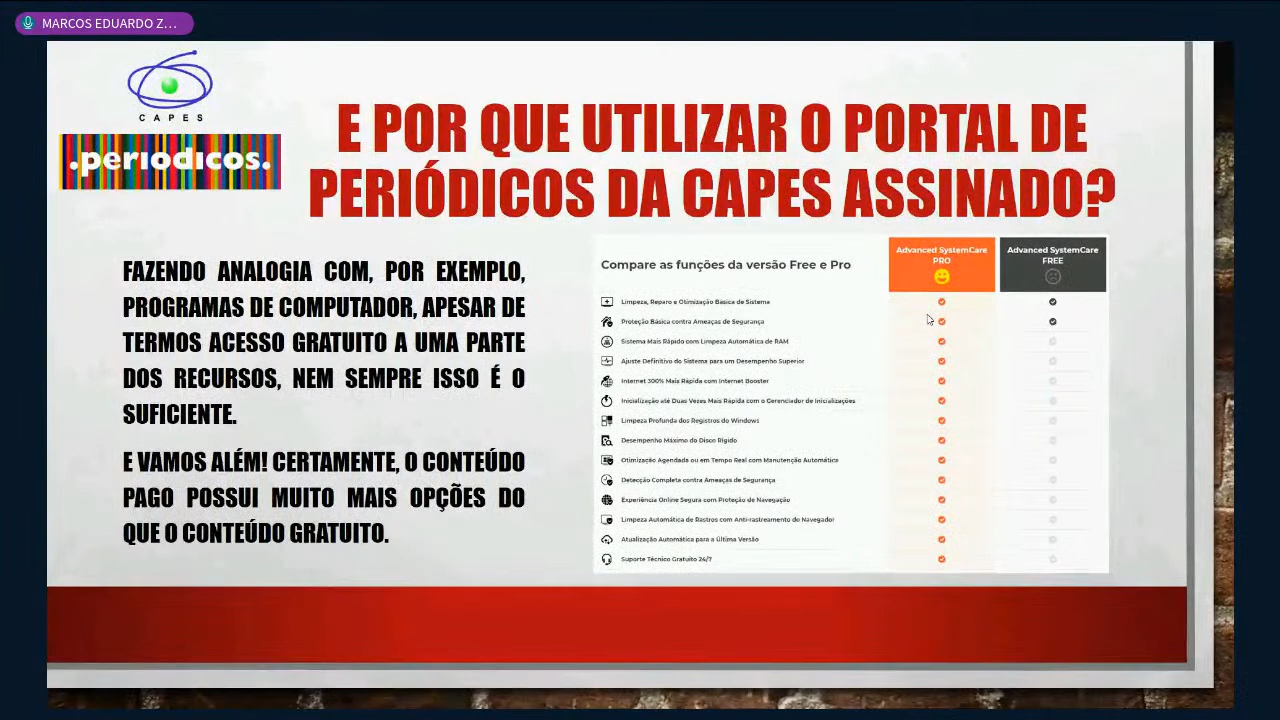 MARCOS EDUARDO Z...
CAPES
.periodicos.
E POR QUE UTILIZAR O PORTAL DE
PERIÓDICOS DA CAPES ASSINADO?
FAZENDO ANALOGIA COM, POR EXEMPLO,
PROGRAMAS DE COMPUTADOR, APESAR DE
TERMOS ACESSO GRATUITO A UMA PARTE
DOS RECURSOS, NEM SEMPRE ISSO É O
SUFICIENTE.
E VAMOS ALÉM! CERTAMENTE, O CONTEÚDO
PAGO POSSUI MUITO MAIS OPÇÕES DO
QUE O CONTEÚDO GRATUITO.
Compare as funções da versão Free e Pro
Advanced SystemCare
PRO
Advanced SystemCare
FREE
Limpeza, Reparo e Otimização Básica de Sistema
Proteção Básica contra Ameaças de Segurança
Sistema Mais Rápido com Limpeza Automática de RAM
Ajuste Definitivo do Sistema para um Desempenho Superior
Internet 300% Mais Rápida com Internet Booster
Inicialização até Duas Vezes Mais Rápida com o Gerenciador de Inicializações
Limpeza Profunda dos Registros do Windows
Desempenho Máximo do Disco Rígido
Otimização Agendada ou em Tempo Real com Manutenção Automática
Detecção Completa contra Ameaças de Segurança
Experiência Online Segura com Proteção de Navegação
Limpeza Automática de Rastros com Anti-rastreamento do Navegador
Atualização Automática para a Última Versão
Suporte Técnico Gratuito 24/7